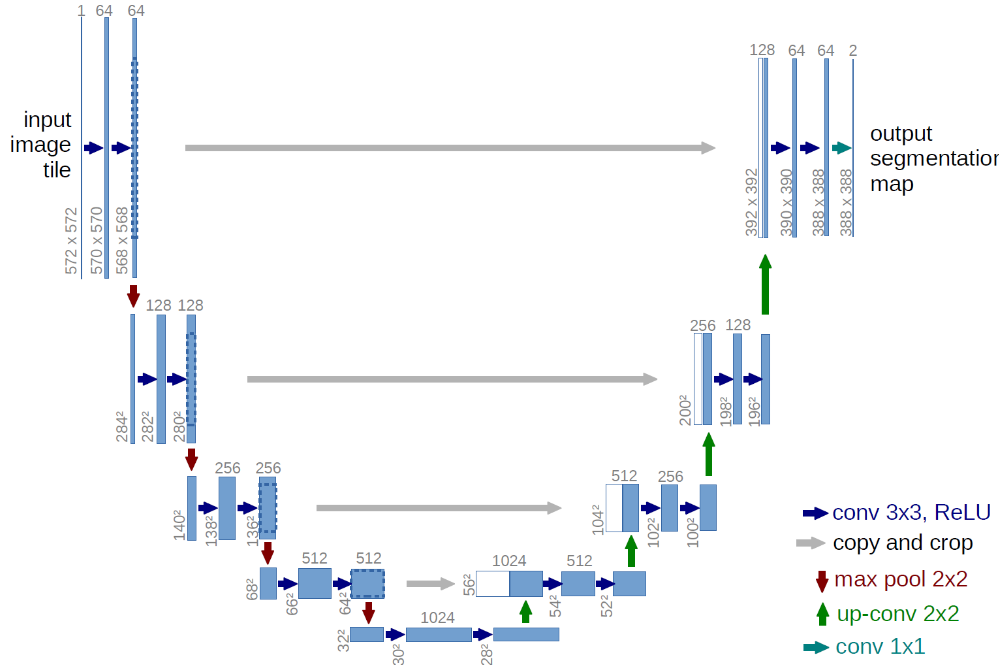 1 64 64
input
image
tile
572 x 572
570 x 570
568 x 568
128 64 64 2
392 x 392
390 x 390
388 x 388
388 x 388
output
segmentation
map
128 128
284²
282²
280²
256 128
200²
198²
196²
256 256
140²
138²
136²
512 256
104²
102²
100²
512 512
68²
66²
64²
1024 512
56²
54²
52²
1024
32²
30²
28²
conv 3x3, ReLU
copy and crop
max pool 2x2
up-conv 2x2
conv 1x1